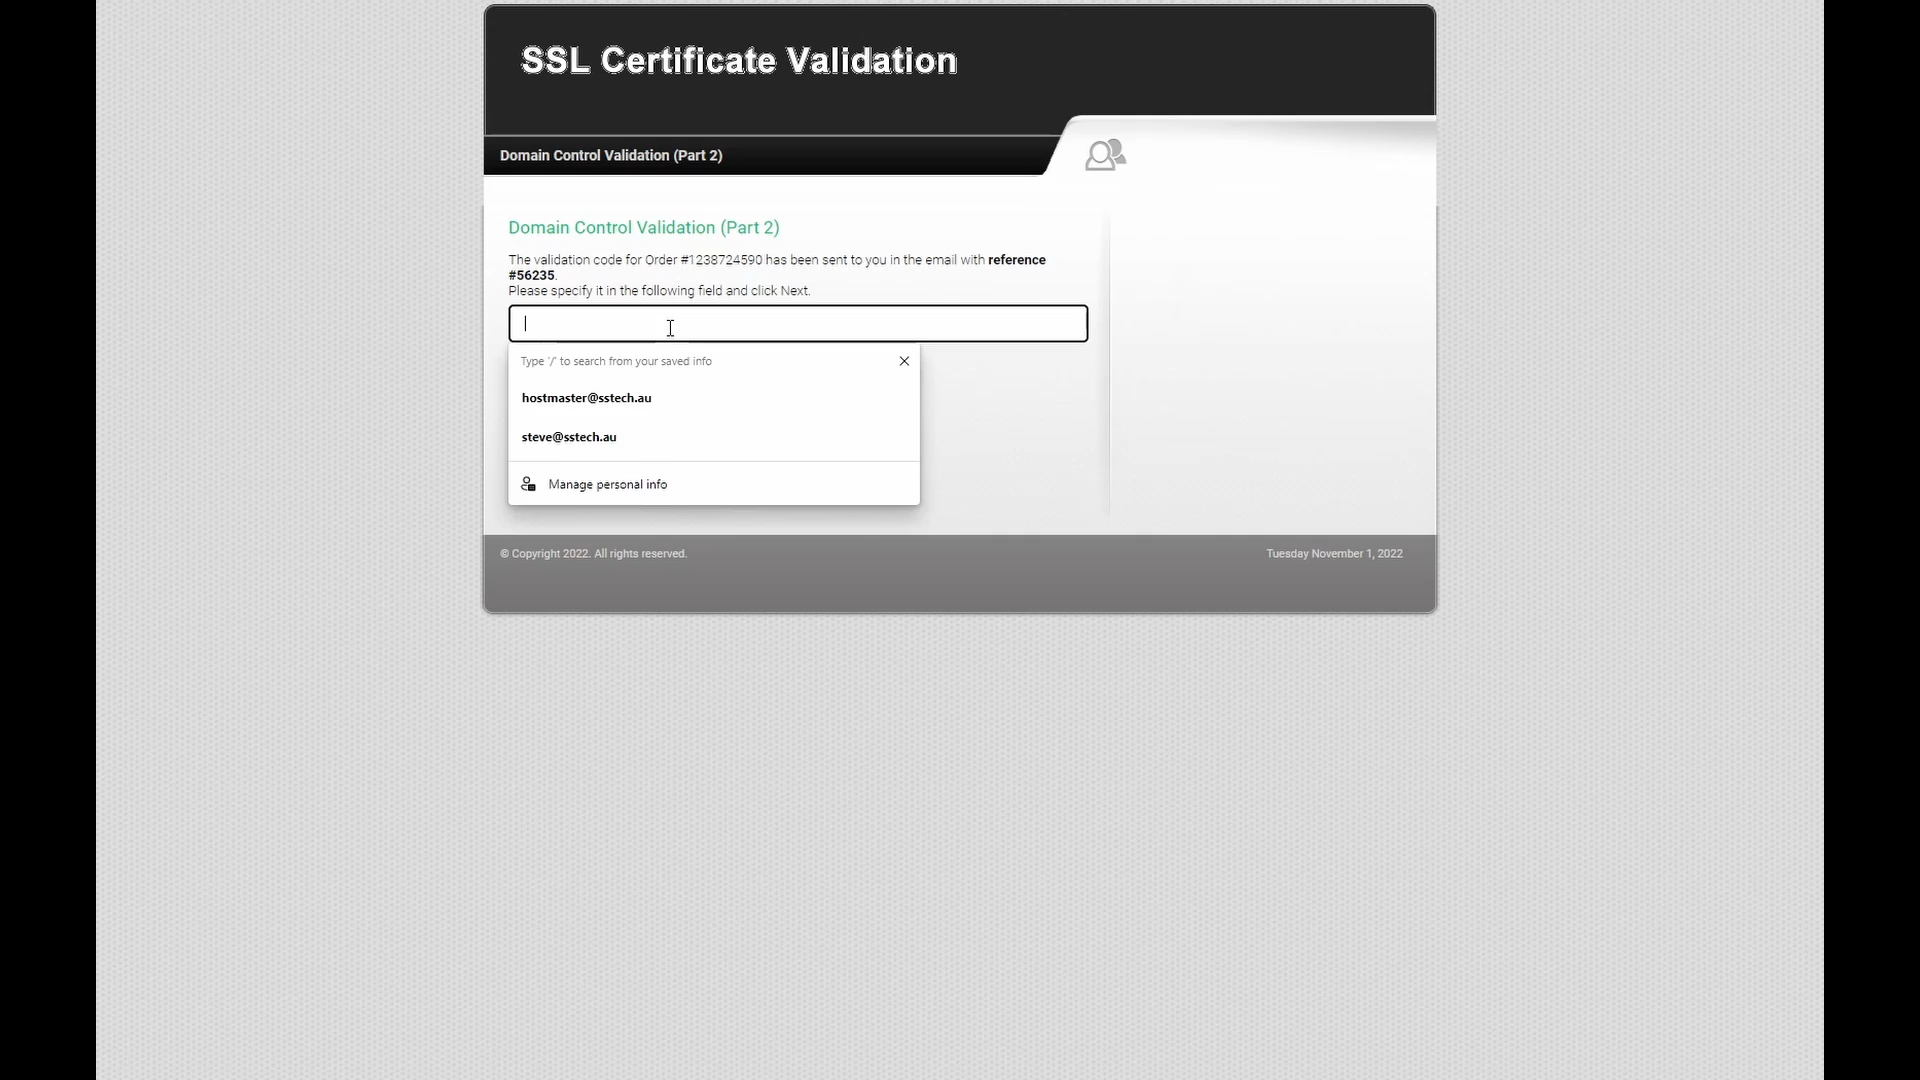 SSL Certificate Validation
Domain Control Validation (Part 2)
Domain Control Validation (Part 2)
The validation code for Order #1238724590 has been sent to you in the email with reference
#56235.
Please specify it in the following field and click Next.
Type '/' to search from your saved info
hostmaster@sstech.au
steve@sstech.au
Manage personal info
© Copyright 2022. All rights reserved.
Tuesday November 1, 2022